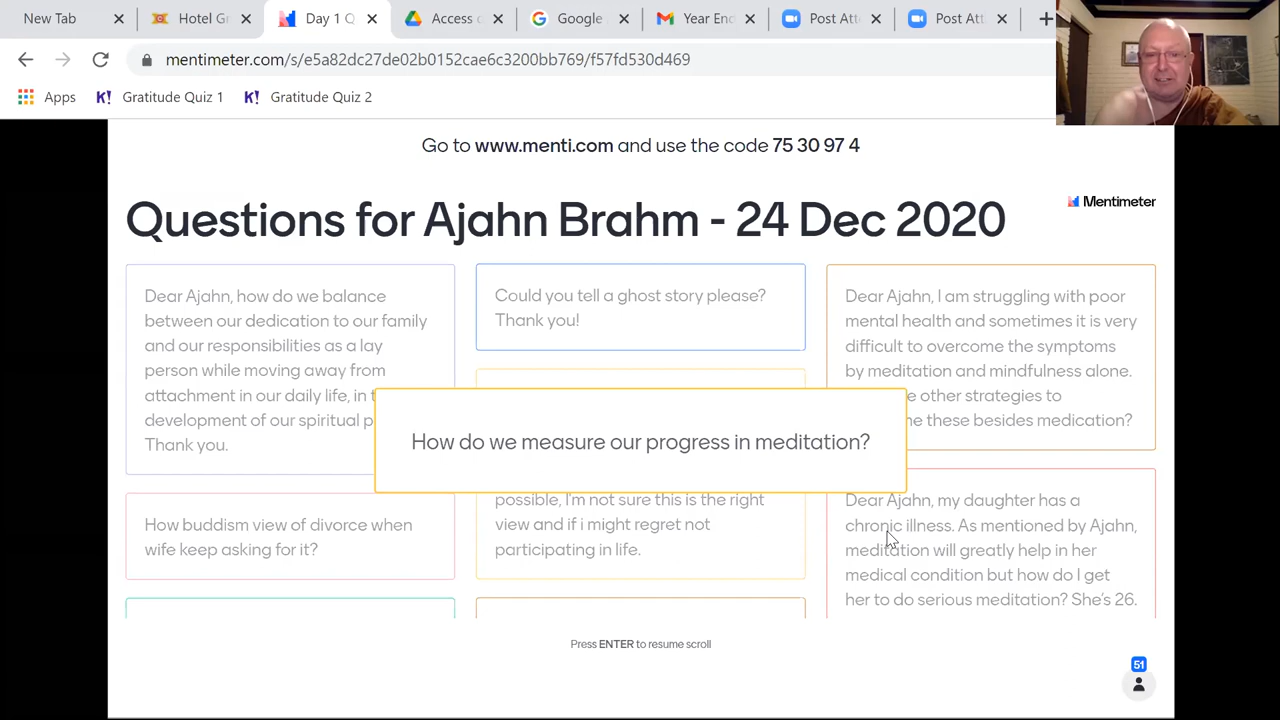 New Tab
Hotel Gr
Day 1 Q
Access
Google
Year End
Post Att
Post Att
mentimeter.com/s/e5a82dc27de02b0152cae6c3200bb769/f57fd530d469
Apps
Gratitude Quiz 1
Gratitude Quiz 2
Go to www.menti.com and use the code 75 30 97 4
Questions for Ajahn Brahm - 24 Dec 2020
Mentimeter
Dear Ajahn, how do we balance
between our dedication to our family
and our responsibilities as a lay
person while moving away from
attachment in our daily life, in t
development of our spiritual p
Thank you.
How buddism view of divorce when
wife keep asking for it?
Could you tell a ghost story please?
Thank you!
How do we measure our progress in meditation?
possible, I'm not sure this is the right
view and if i might regret not
participating in life.
Dear Ajahn, I am struggling with poor
mental health and sometimes it is very
difficult to overcome the symptoms
by meditation and mindfulness alone.
e other strategies to
ne these besides medication?
Dear Ajahn, my daughter has a
chronic illness. As mentioned by Ajahn,
meditation will greatly help in her
medical condition but how do I get
her to do serious meditation? She's 26.
Press ENTER to resume scroll
51